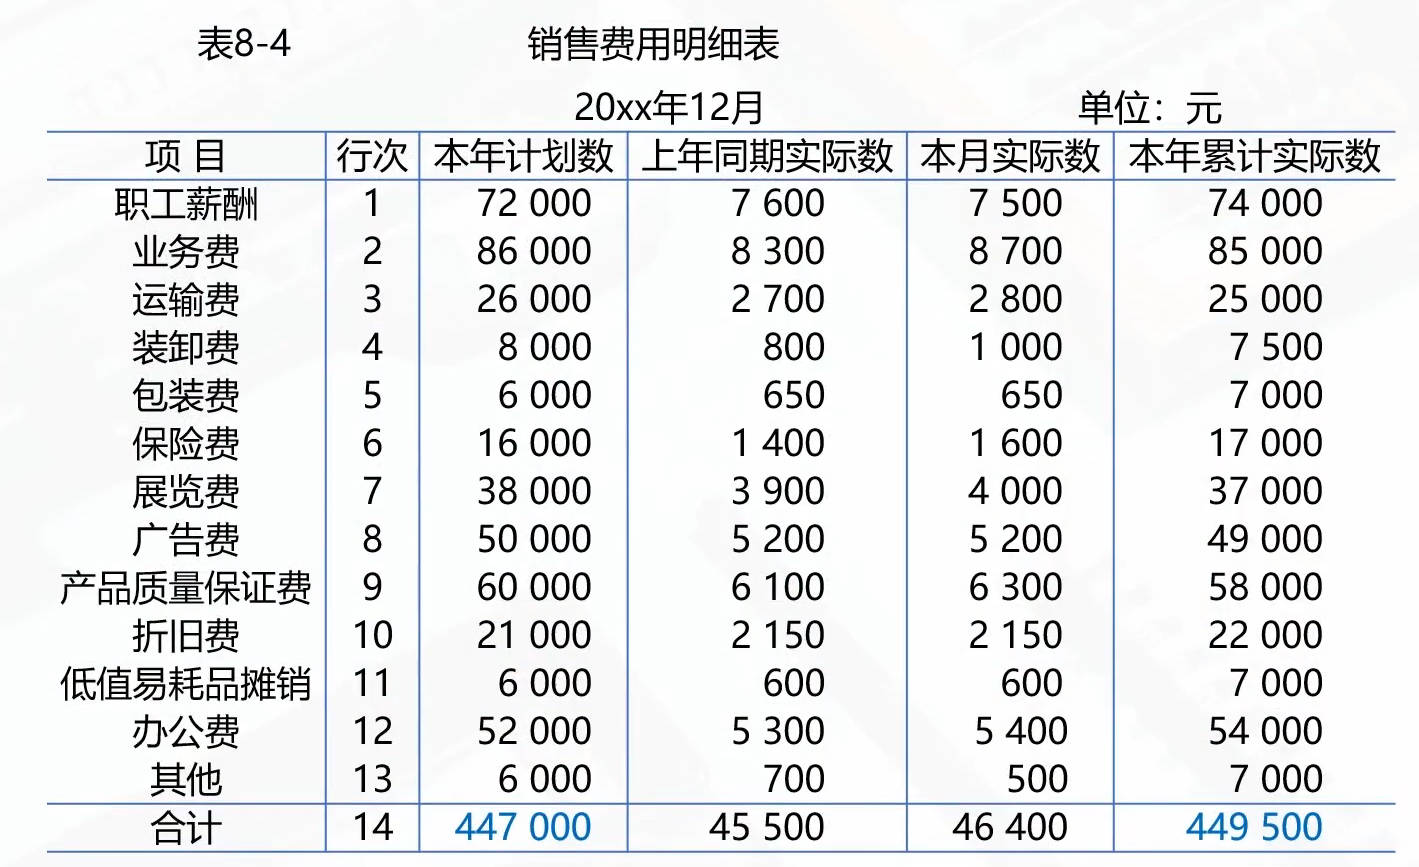 表8-4 销售费用明细表
20xx年12月 单位：元
项 目 行次 本年计划数 上年同期实际数 本月实际数 本年累计实际数
职工薪酬 1 72 000 7 600 7 500 74 000
业务费 2 86 000 8 300 8 700 85 000
运输费 3 26 000 2 700 2 800 25 000
装卸费 4 8 000 800 1 000 7 500
包装费 5 6 000 650 650 7 000
保险费 6 16 000 1 400 1 600 17 000
展览费 7 38 000 3 900 4 000 37 000
广告费 8 50 000 5 200 5 200 49 000
产品质量保证费 9 60 000 6 100 6 300 58 000
折旧费 10 21 000 2 150 2 150 22 000
低值易耗品摊销 11 6 000 600 600 7 000
办公费 12 52 000 5 300 5 400 54 000
其他 13 6 000 700 500 7 000
合计 14 447 000 45 500 46 400 449 500